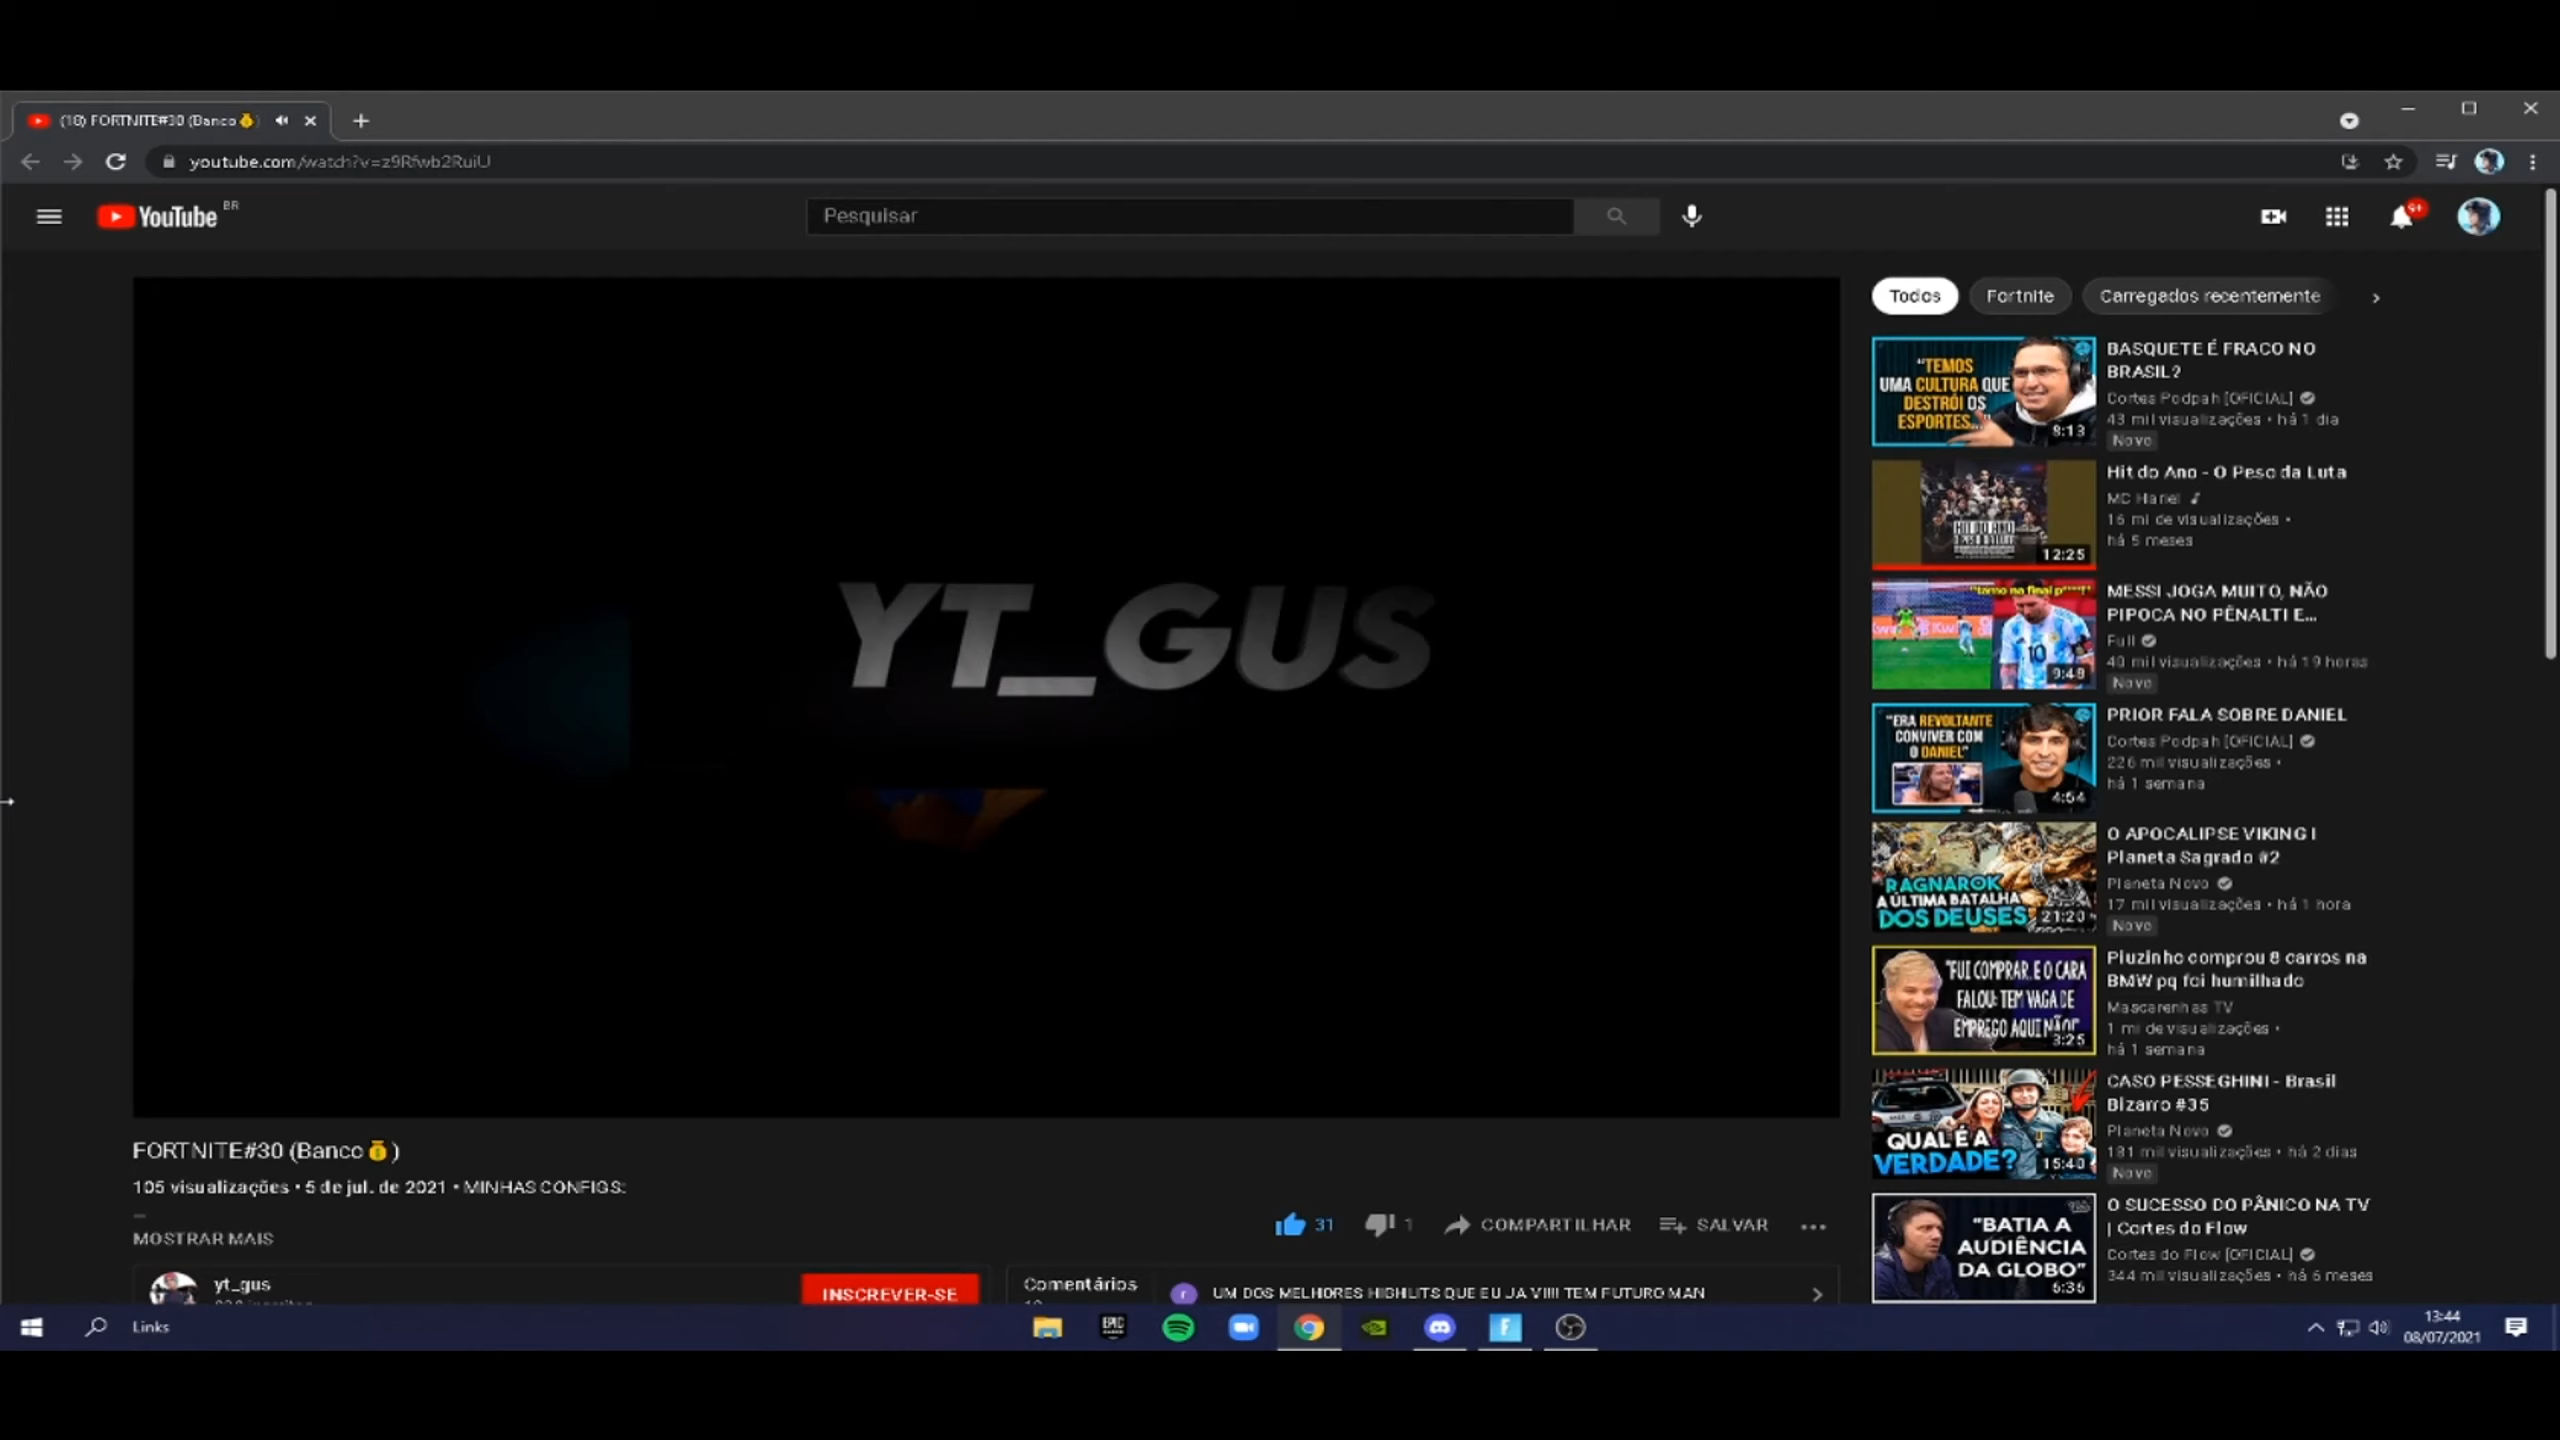 (18) FORTNITE#30 (Banco💰)
youtube.com/watch?v=z9Rfwb2RuiU
YouTube BR
Pesquisar
9+
YT_GUS
FORTNITE#30 (Banco💰)
105 visualizações • 5 de jul. de 2021 • MINHAS CONFIGS:
MOSTRAR MAIS
31
1
COMPARTILHAR
SALVAR
yt_gus
INSCREVER-SE
Comentários
UM DOS MELHORES HIGHLITS QUE EU JA VIIII TEM FUTURO MAN
Todos
Fortnite
Carregados recentemente
"TEMOS
UMA CULTURA QUE
DESTRÓI OS
ESPORTES..."
8:13
BASQUETE É FRACO NO
BRASIL?
Cortes Podpah [OFICIAL]
43 mil visualizações • há 1 dia
Novo
HIT DO ANO
12:25
Hit do Ano - O Peso da Luta
MC Hariel
16 mi de visualizações •
há 5 meses
"tamo na final p****!"
10
9:48
MESSI JOGA MUITO, NÃO
PIPOCA NO PÊNALTI E...
Full
40 mil visualizações • há 19 horas
Novo
"ERA REVOLTANTE
CONVIVER COM
O DANIEL"
4:54
PRIOR FALA SOBRE DANIEL
Cortes Podpah [OFICIAL]
226 mil visualizações •
há 1 semana
RAGNAROK
A ÚLTIMA BATALHA
DOS DEUSES
21:20
O APOCALIPSE VIKING |
Planeta Sagrado #2
Planeta Novo
17 mil visualizações • há 1 hora
Novo
"FUI COMPRAR, E O CARA
FALOU: TEM VAGA DE
EMPREGO AQUI NÃO!"
3:25
Pluzinho comprou 8 carros na
BMW pq foi humilhado
Mascarenhas TV
1 mi de visualizações •
há 1 semana
QUAL É A
VERDADE?
15:40
CASO PESSEGHINI - Brasil
Bizarro #35
Planeta Novo
181 mil visualizações • há 2 dias
Novo
"BATIA A
AUDIÊNCIA
DA GLOBO"
6:36
O SUCESSO DO PÂNICO NA TV
| Cortes do Flow
Cortes do Flow [OFICIAL]
344 mil visualizações • há 6 meses
Links
EPIC
13:44
08/07/2021